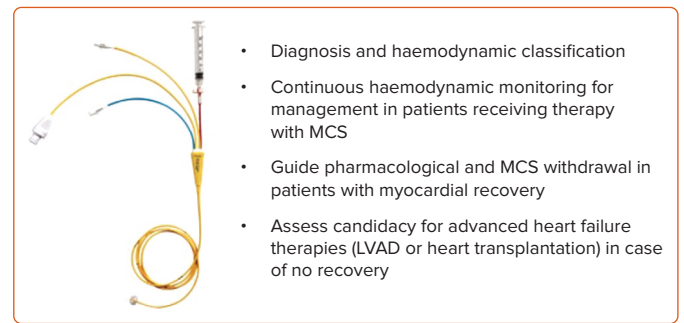 • Diagnosis and haemodynamic classification
• Continuous haemodynamic monitoring for
management in patients receiving therapy
with MCS
• Guide pharmacological and MCS withdrawal in
patients with myocardial recovery
• Assess candidacy for advanced heart failure
therapies (LVAD or heart transplantation) in case
of no recovery